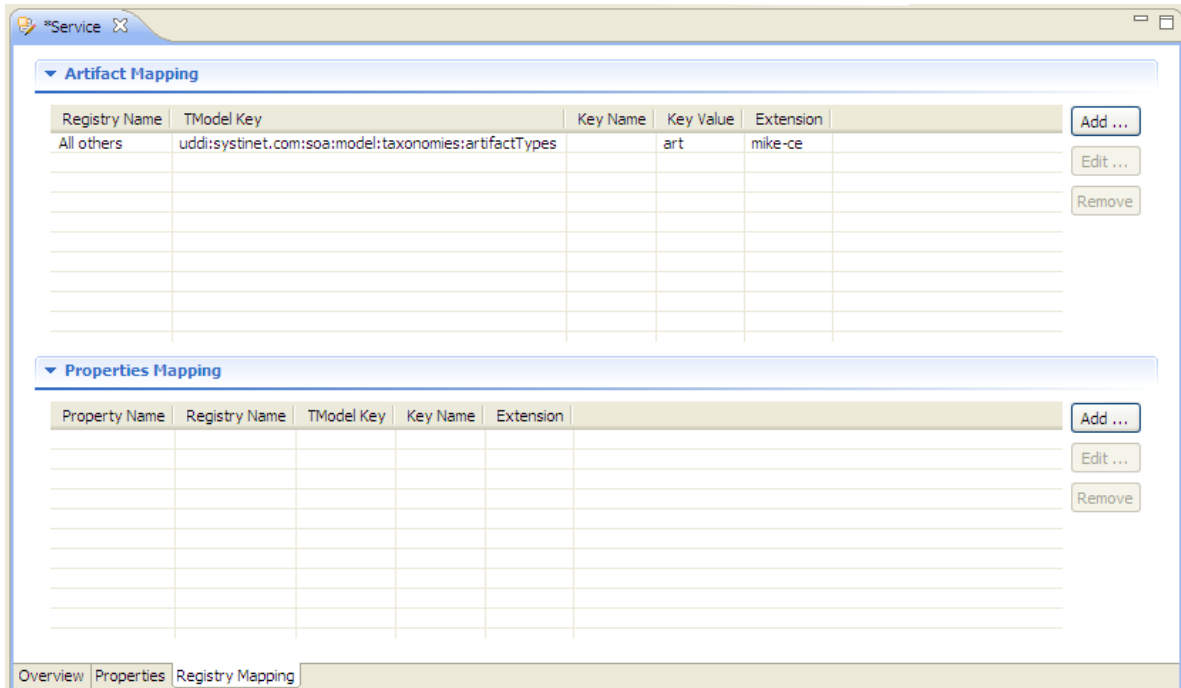 *Service
Artifact Mapping
Registry Name TModel Key Key Name Key Value Extension
All others uddi:systinet.com:soa:model:taxonomies:artifactTypes art mike-ce
Add ...
Edit ...
Remove
Properties Mapping
Property Name Registry Name TModel Key Key Name Extension
Add ...
Edit ...
Remove
Overview Properties Registry Mapping